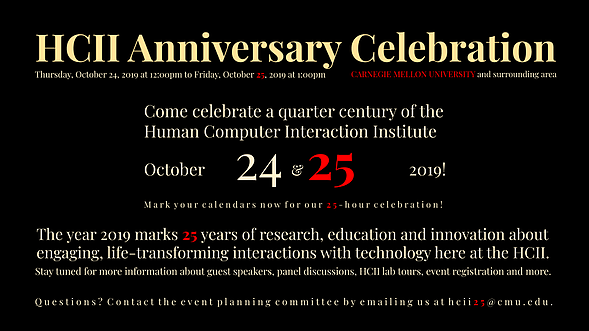 HCII Anniversary Celebration
Thursday, October 24, 2019 at 12:00pm to Friday, October 25, 2019 at 1:00pm CARNEGIE MELLON UNIVERSITY and surrounding area
Come celebrate a quarter century of the
Human Computer Interaction Institute
October 24 & 25 2019!
Mark your calendars now for our 25-hour celebration!
The year 2019 marks 25 years of research, education and innovation about
engaging, life-transforming interactions with technology here at the HCII.
Stay tuned for more information about guest speakers, panel discussions, HCII lab tours, event registration and more.
Questions? Contact the event planning committee by emailing us at hcii25@cmu.edu.